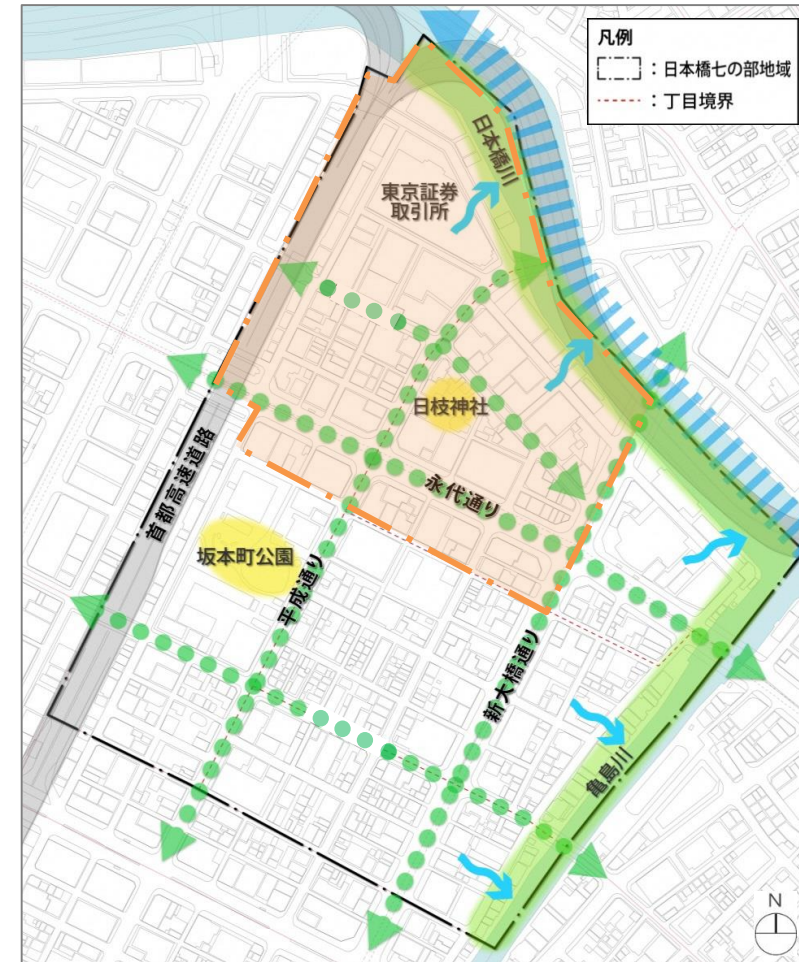 凡例
：日本橋七の部地域
：丁目境界
日本橋川
東京証券
取引所
日枝神社
永代通り
首都高速道路
坂本町公園
平成通り
新大橋通り
亀島川
N